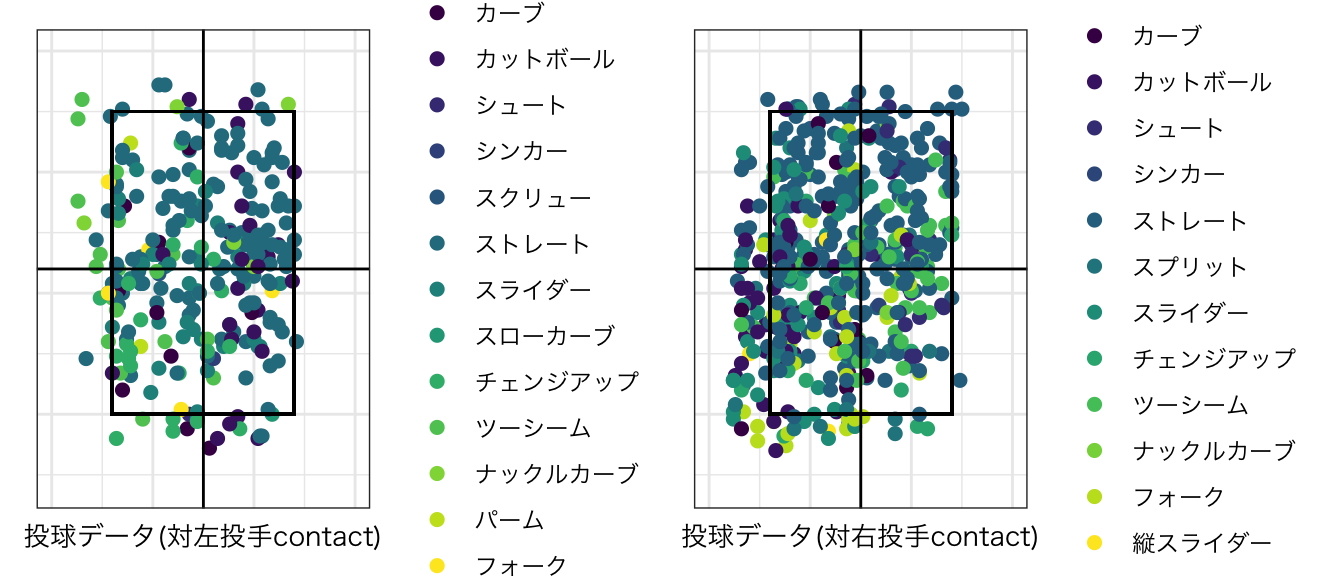 カーブ
カットボール
シュート
シンカー
スクリュー
ストレート
スライダー
スローカーブ
チェンジアップ
ツーシーム
ナックルカーブ
パーム
フォーク
投球データ(対左投手contact)
カーブ
カットボール
シュート
シンカー
ストレート
スプリット
スライダー
チェンジアップ
ツーシーム
ナックルカーブ
フォーク
縦スライダー
投球データ(対右投手contact)